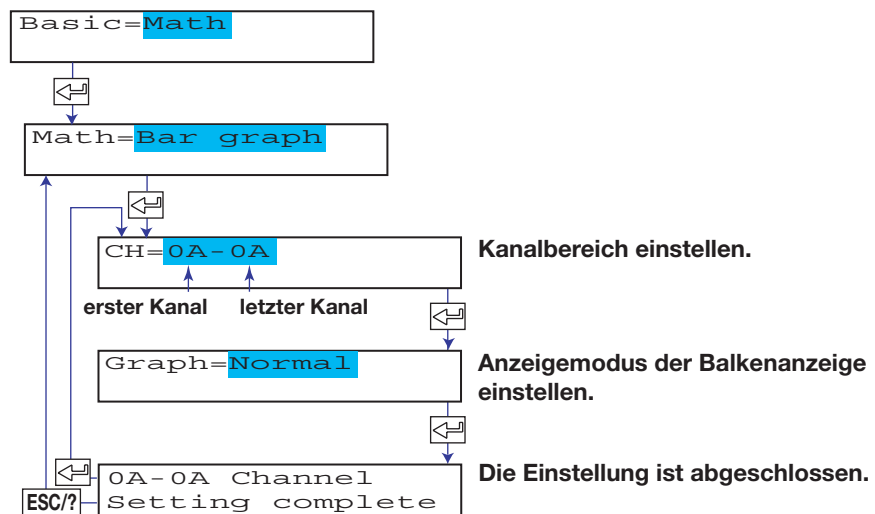 Basic=Math
Math=Bar graph
CH=0A-0A
Kanalbereich einstellen.
erster Kanal letzter Kanal
Graph=Normal
Anzeigemodus der Balkenanzeige
einstellen.
0A-0A Channel
Die Einstellung ist abgeschlossen.
ESC/?
Setting complete